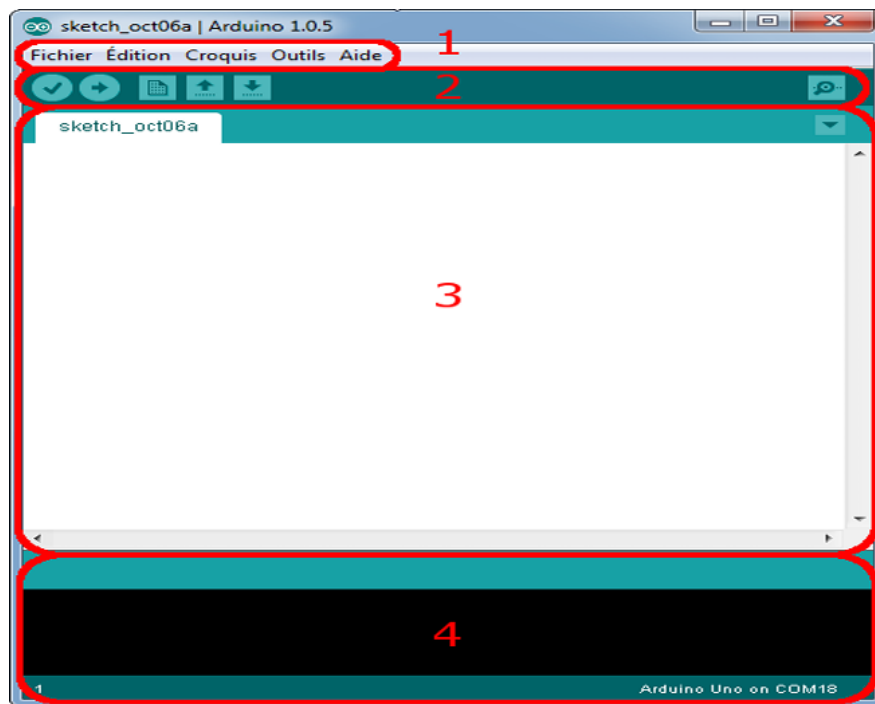 sketch_oct06a | Arduino 1.0.5
1
Fichier Édition Croquis Outils Aide
2
sketch_oct06a
3
4
1 Arduino Uno on COM18